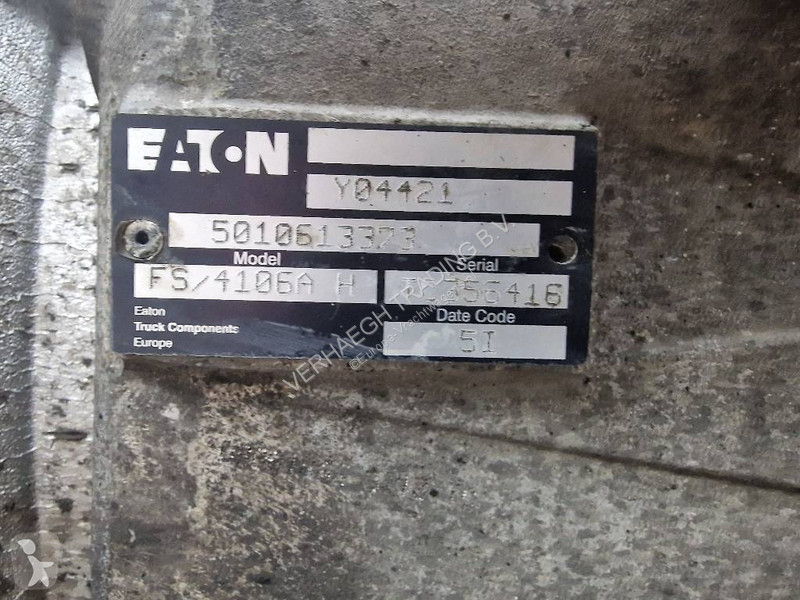 EATON
Y04421
5010613373
Model
Serial
FS/4106A H
Eaton
Truck Components
Europe
Date Code
5I
VERHAEGH TRADING B.V.